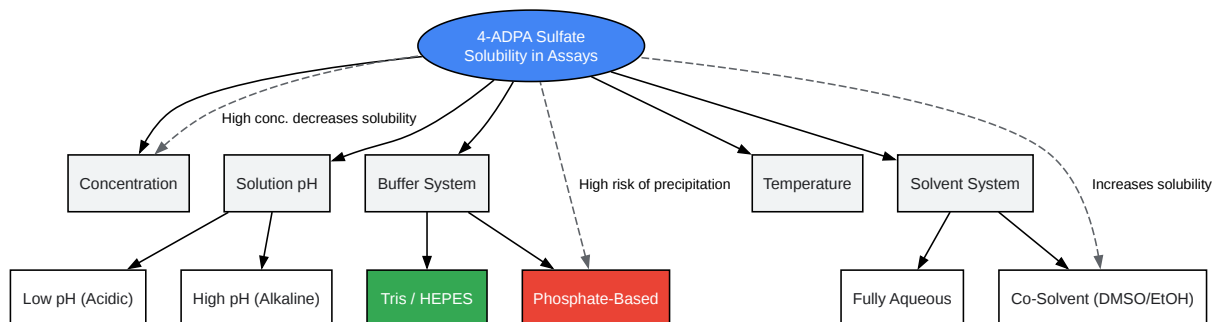 4-ADPA Sulfate
Solubility in Assays
High conc. decreases solubility
Concentration
Solution pH
Buffer System
High risk of precipitation
Temperature
Solvent System
Increases solubility
Low pH (Acidic)
High pH (Alkaline)
Tris / HEPES
Phosphate-Based
Fully Aqueous
Co-Solvent (DMSO/EtOH)